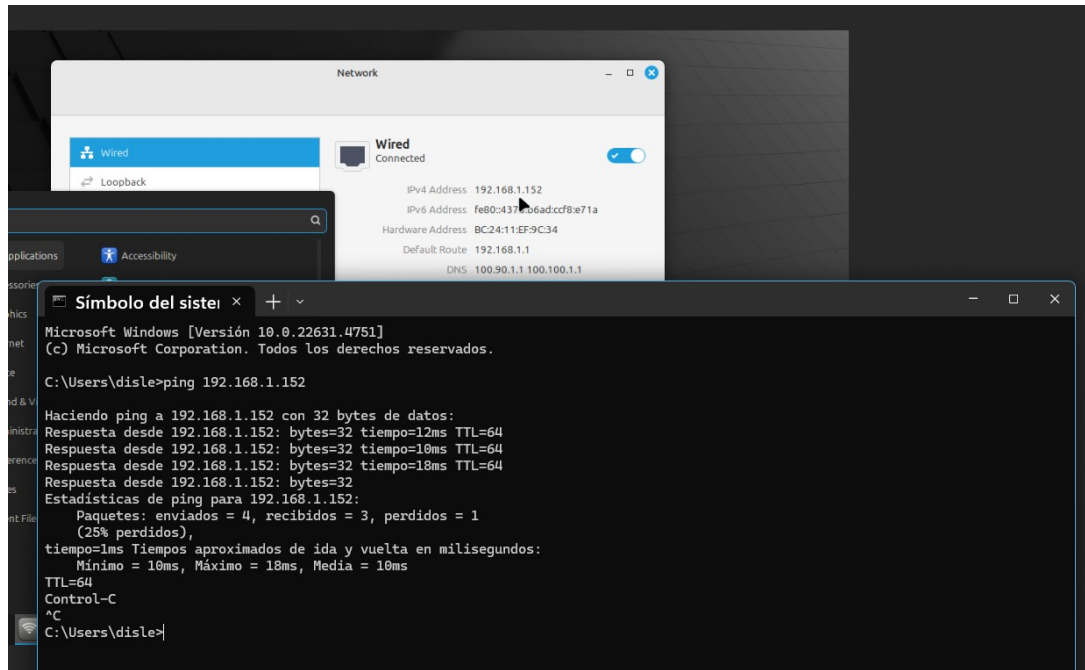 Network
Wired
Loopback
Wired
Connected
IPv4 Address 192.168.1.152
IPv6 Address
Hardware Address BC:24:11:EF:9C:34
Default Route 192.168.1.1
DNS 100.90.1.1 100.100.1.1
Accessibility
Símbolo del sister
Microsoft Windows [Versión 10.0.22631.4751]
(c) Microsoft Corporation. Todos los derechos reservados.
C:\Users\disle>ping 192.168.1.152
Haciendo ping a 192.168.1.152 con 32 bytes de datos:
Respuesta desde 192.168.1.152: bytes=32 tiempo=12ms TTL=64
Respuesta desde 192.168.1.152: bytes=32 tiempo=10ms TTL=64
Respuesta desde 192.168.1.152: bytes=32 tiempo=18ms TTL=64
Respuesta desde 192.168.1.152: bytes=32
Estadísticas de ping para 192.168.1.152:
Paquetes: enviados = 4, recibidos = 3, perdidos = 1
(25% perdidos),
tiempo=1ms Tiempos aproximados de ida y vuelta en milisegundos:
Mínimo = 10ms, Máximo = 18ms, Media = 10ms
TTL=64
Control-C
^C
C:\Users\disle>